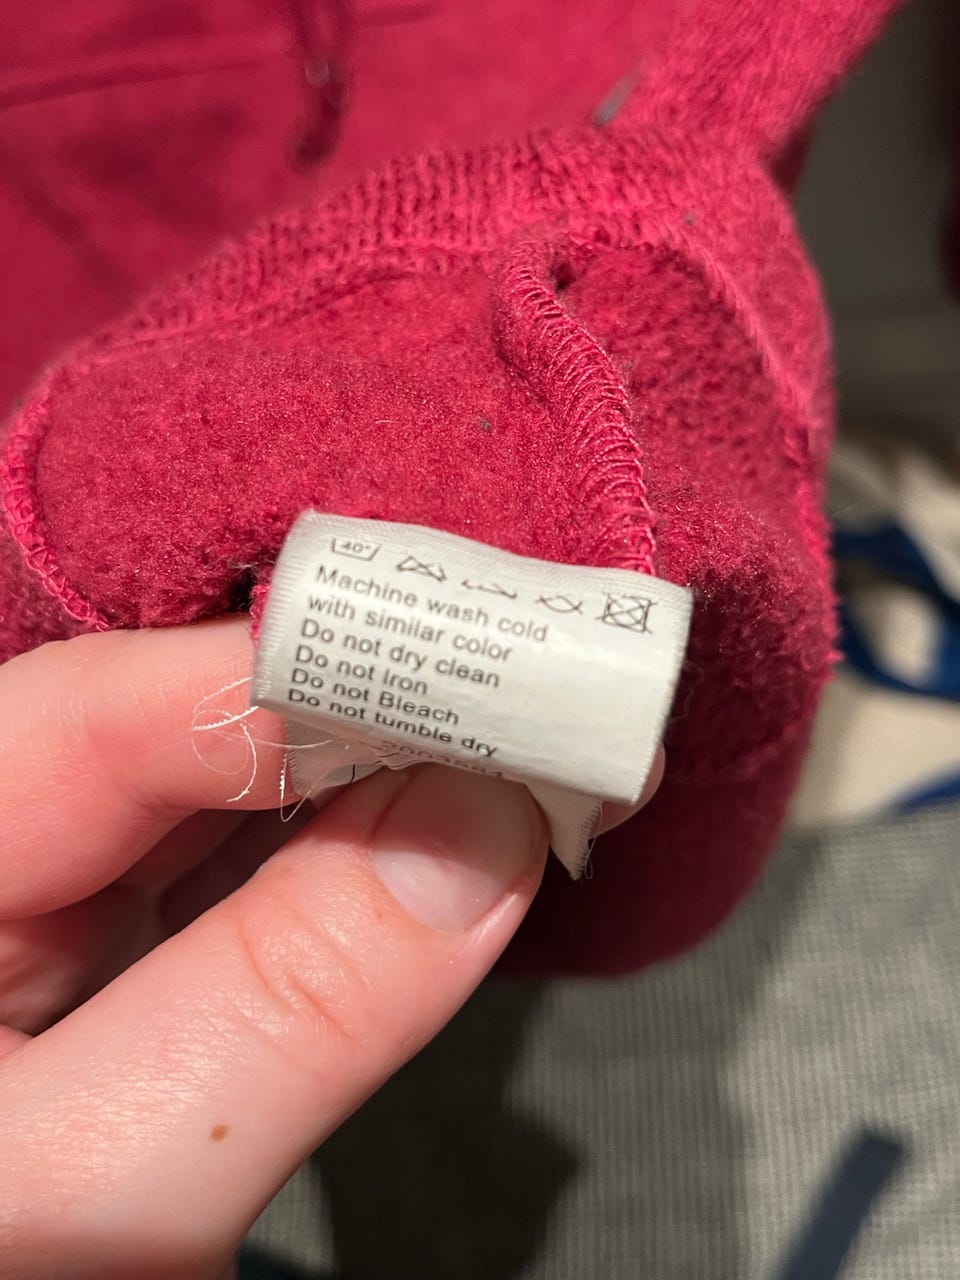 40°
Machine wash cold
with similar color
Do not dry clean
Do not Iron
Do not Bleach
Do not tumble dry